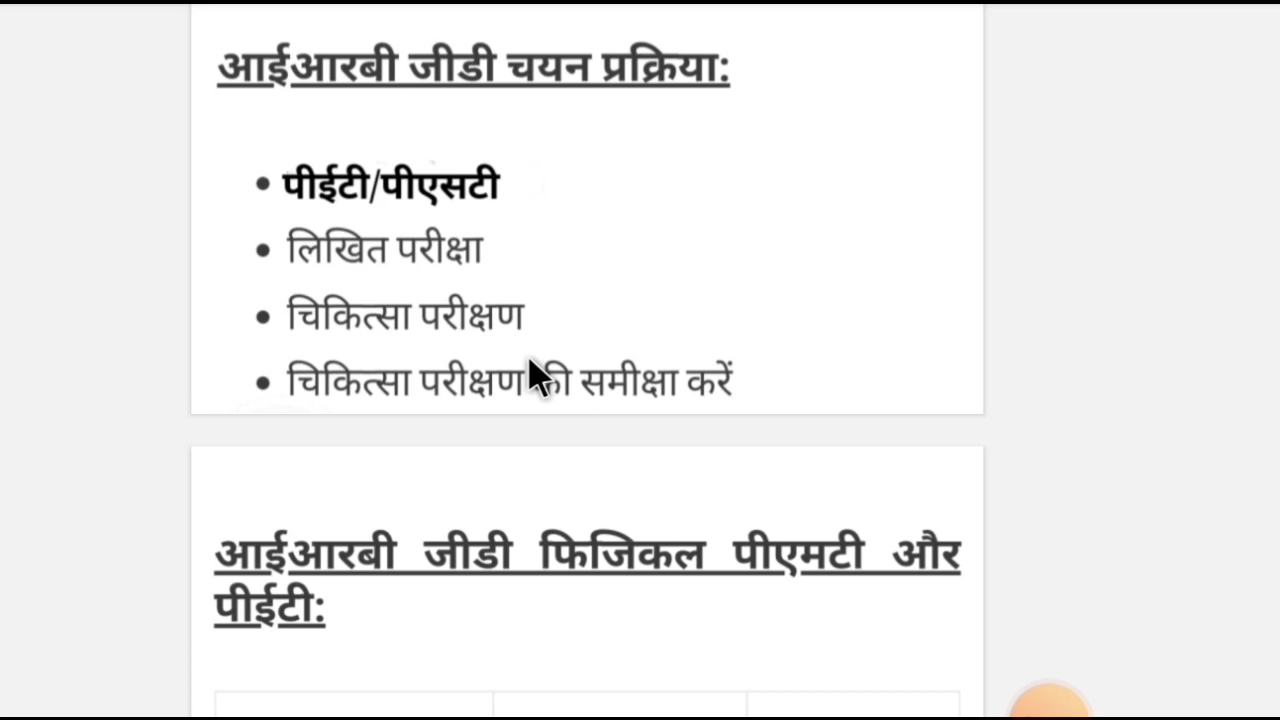 आईआरबी जीडी चयन प्रक्रिया:
• पीईटी/पीएसटी
• लिखित परीक्षा
• चिकित्सा परीक्षण
• चिकित्सा परीक्षण की समीक्षा करें
आईआरबी जीडी फिजिकल पीएमटी और
पीईटी: